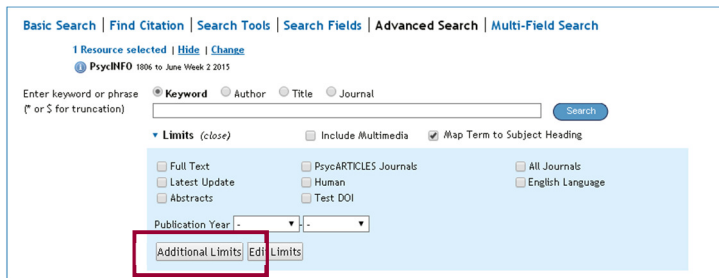 Basic Search | Find Citation | Search Tools | Search Fields | Advanced Search | Multi-Field Search
1 Resource selected | Hide | Change
PsycINFO 1806 to June Week 2 2015
Enter keyword or phrase
(* or $ for truncation)
Keyword Author Title Journal
Search
Limits (close) Include Multimedia Map Term to Subject Heading
Full Text PsycARTICLES Journals All Journals
Latest Update Human English Language
Abstracts Test DOI
Publication Year - - -
Additional Limits Edit Limits